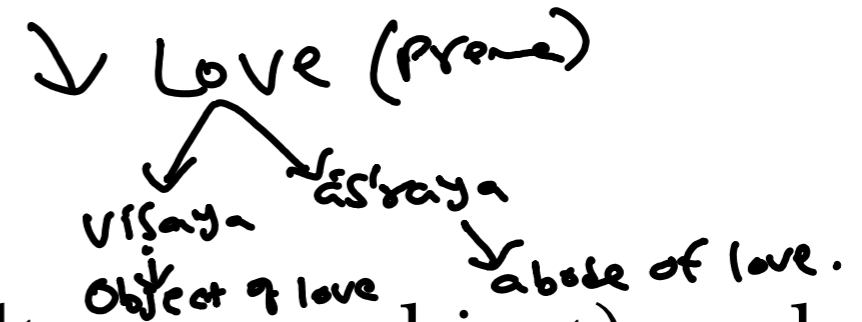 ↓ Love (prema)
viṣaya āśraya
object of love abode of love.